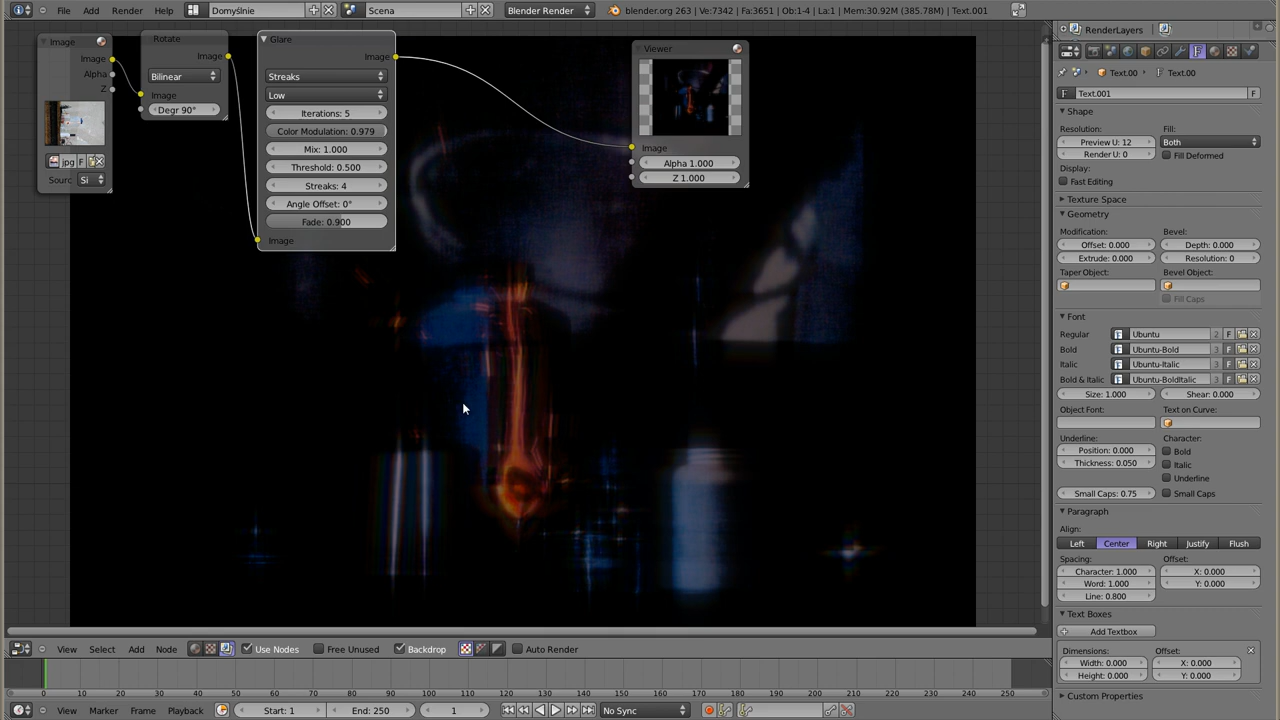 File Add Render Help Domyślnie Scena Blender Render blender.org 263 | Ve:7342 | Fa:3651 | Ob:1-4 | La:1 | Mem:30.92M (385.78M) | Text.001
Image
Image
Alpha
Z
jpg F
Sourc Si
Rotate
Image
Bilinear
Image
Degr 90°
Glare
Image
Streaks
Low
Iterations: 5
Color Modulation: 0.979
Mix: 1.000
Threshold: 0.500
Streaks: 4
Angle Offset: 0°
Fade: 0.900
Image
Viewer
Image
Alpha 1.000
Z 1.000
RenderLayers
Text.00 Text.00
F Text.001 F
Shape
Resolution: Fill:
Preview U: 12 Both
Render U: 0 Fill Deformed
Display:
Fast Editing
Texture Space
Geometry
Modification: Bevel:
Offset: 0.000 Depth: 0.000
Extrude: 0.000 Resolution: 0
Taper Object: Bevel Object:
Fill Caps
Font
Regular Ubuntu 2 F
Bold Ubuntu-Bold 3 F
Italic Ubuntu-Italic 3 F
Bold & Italic Ubuntu-BoldItalic 3 F
Size: 1.000 Shear: 0.000
Object Font: Text on Curve:
Underline: Character:
Position: 0.000 Bold
Thickness: 0.050 Italic
Underline
Small Caps: 0.75 Small Caps
Paragraph
Align:
Left Center Right Justify Flush
Spacing: Offset:
Character: 1.000 X: 0.000
Word: 1.000 Y: 0.000
Line: 0.800
Text Boxes
Add Textbox
Dimensions: Offset:
Width: 0.000 X: 0.000
Height: 0.000 Y: 0.000
Custom Properties
View Select Add Node Use Nodes Free Unused Backdrop Auto Render
0 10 20 30 40 50 60 70 80 90 100 110 120 130 140 150 160 170 180 190 200 210 220 230 240 250
View Marker Frame Playback Start: 1 End: 250 1 No Sync